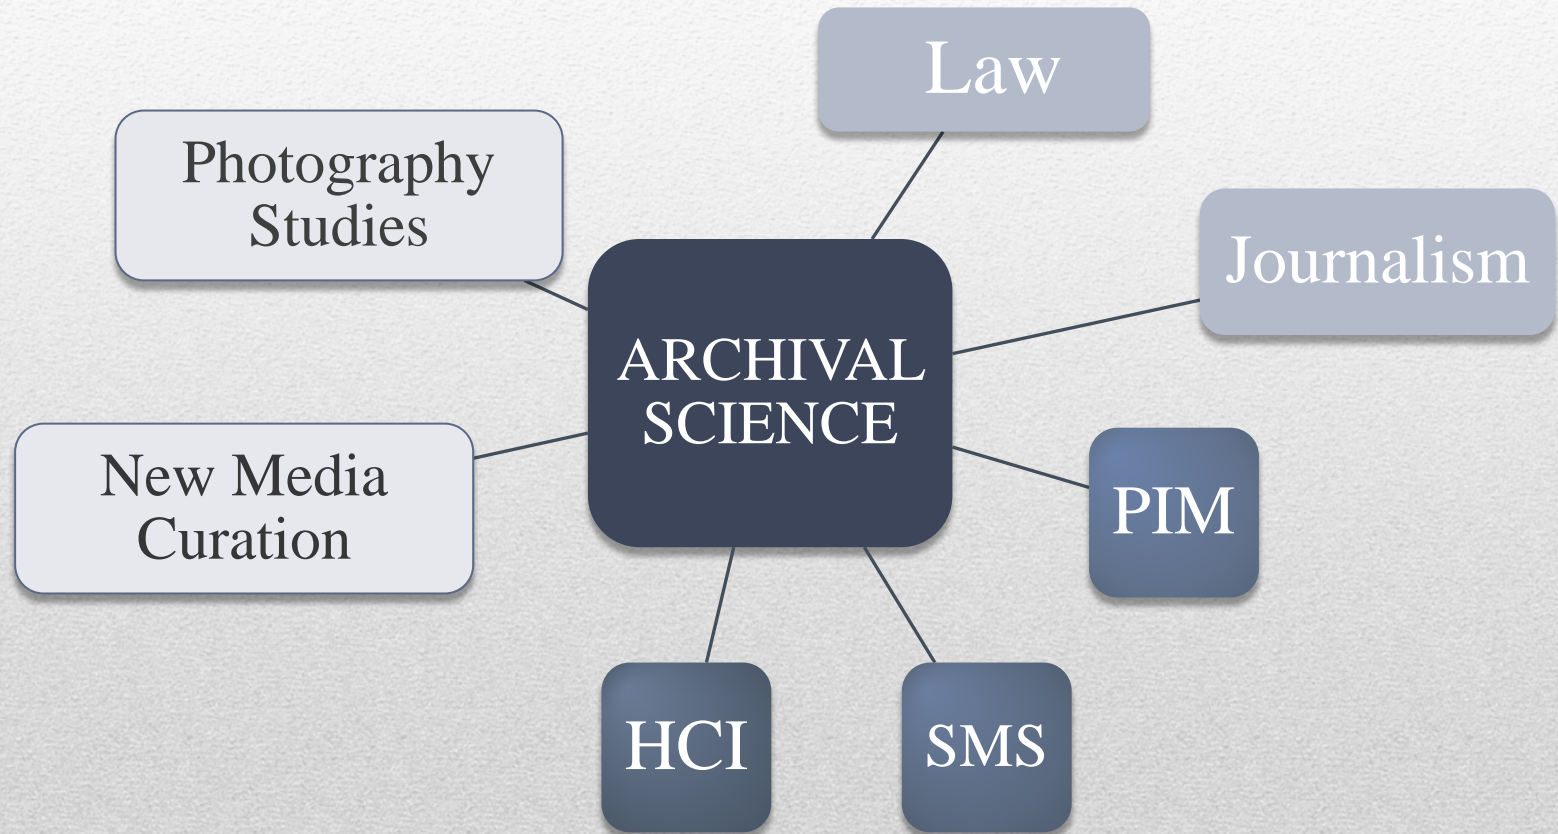 Law
Photography
Studies
Journalism
ARCHIVAL
SCIENCE
New Media
Curation
PIM
HCI
SMS